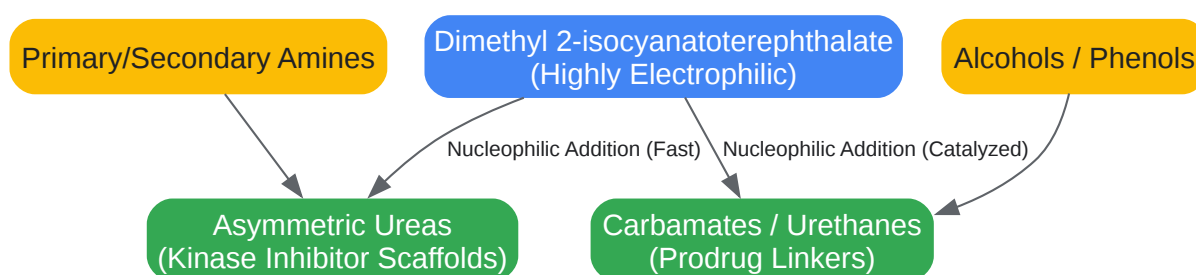 Primary/Secondary Amines
Dimethyl 2-isocyanatoterephthalate
(Highly Electrophilic)
Alcohols / Phenols
Nucleophilic Addition (Fast)
Nucleophilic Addition (Catalyzed)
Asymmetric Ureas
(Kinase Inhibitor Scaffolds)
Carbamates / Urethanes
(Prodrug Linkers)